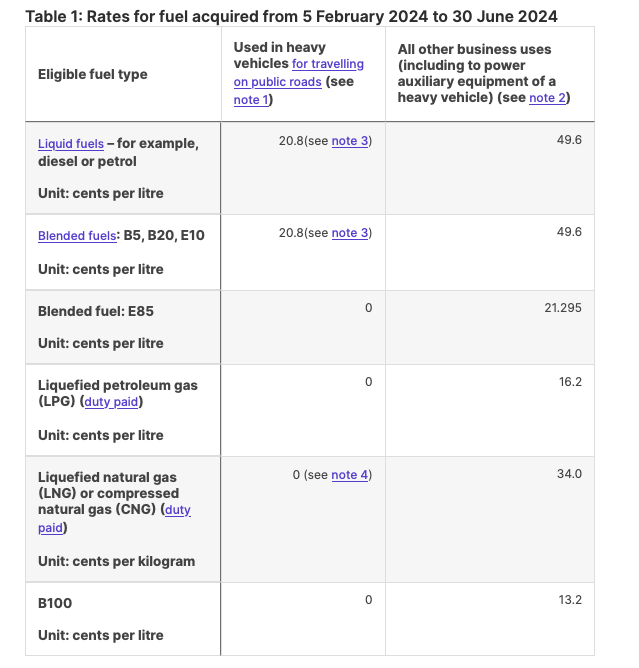 Table 1: Rates for fuel acquired from 5 February 2024 to 30 June 2024
Eligible fuel type
Used in heavy
vehicles for travelling
on public roads (see
note 1)
All other business uses
(including to power
auxiliary equipment of a
heavy vehicle) (see note 2)
Liquid fuels – for example,
diesel or petrol
Unit: cents per litre
20.8(see note 3)
49.6
Blended fuels: B5, B20, E10
Unit: cents per litre
20.8(see note 3)
49.6
Blended fuel: E85
Unit: cents per litre
0
21.295
Liquefied petroleum gas
(LPG) (duty paid)
Unit: cents per litre
0
16.2
Liquefied natural gas
(LNG) or compressed
natural gas (CNG) (duty
paid)
Unit: cents per kilogram
0 (see note 4)
34.0
B100
Unit: cents per litre
0
13.2